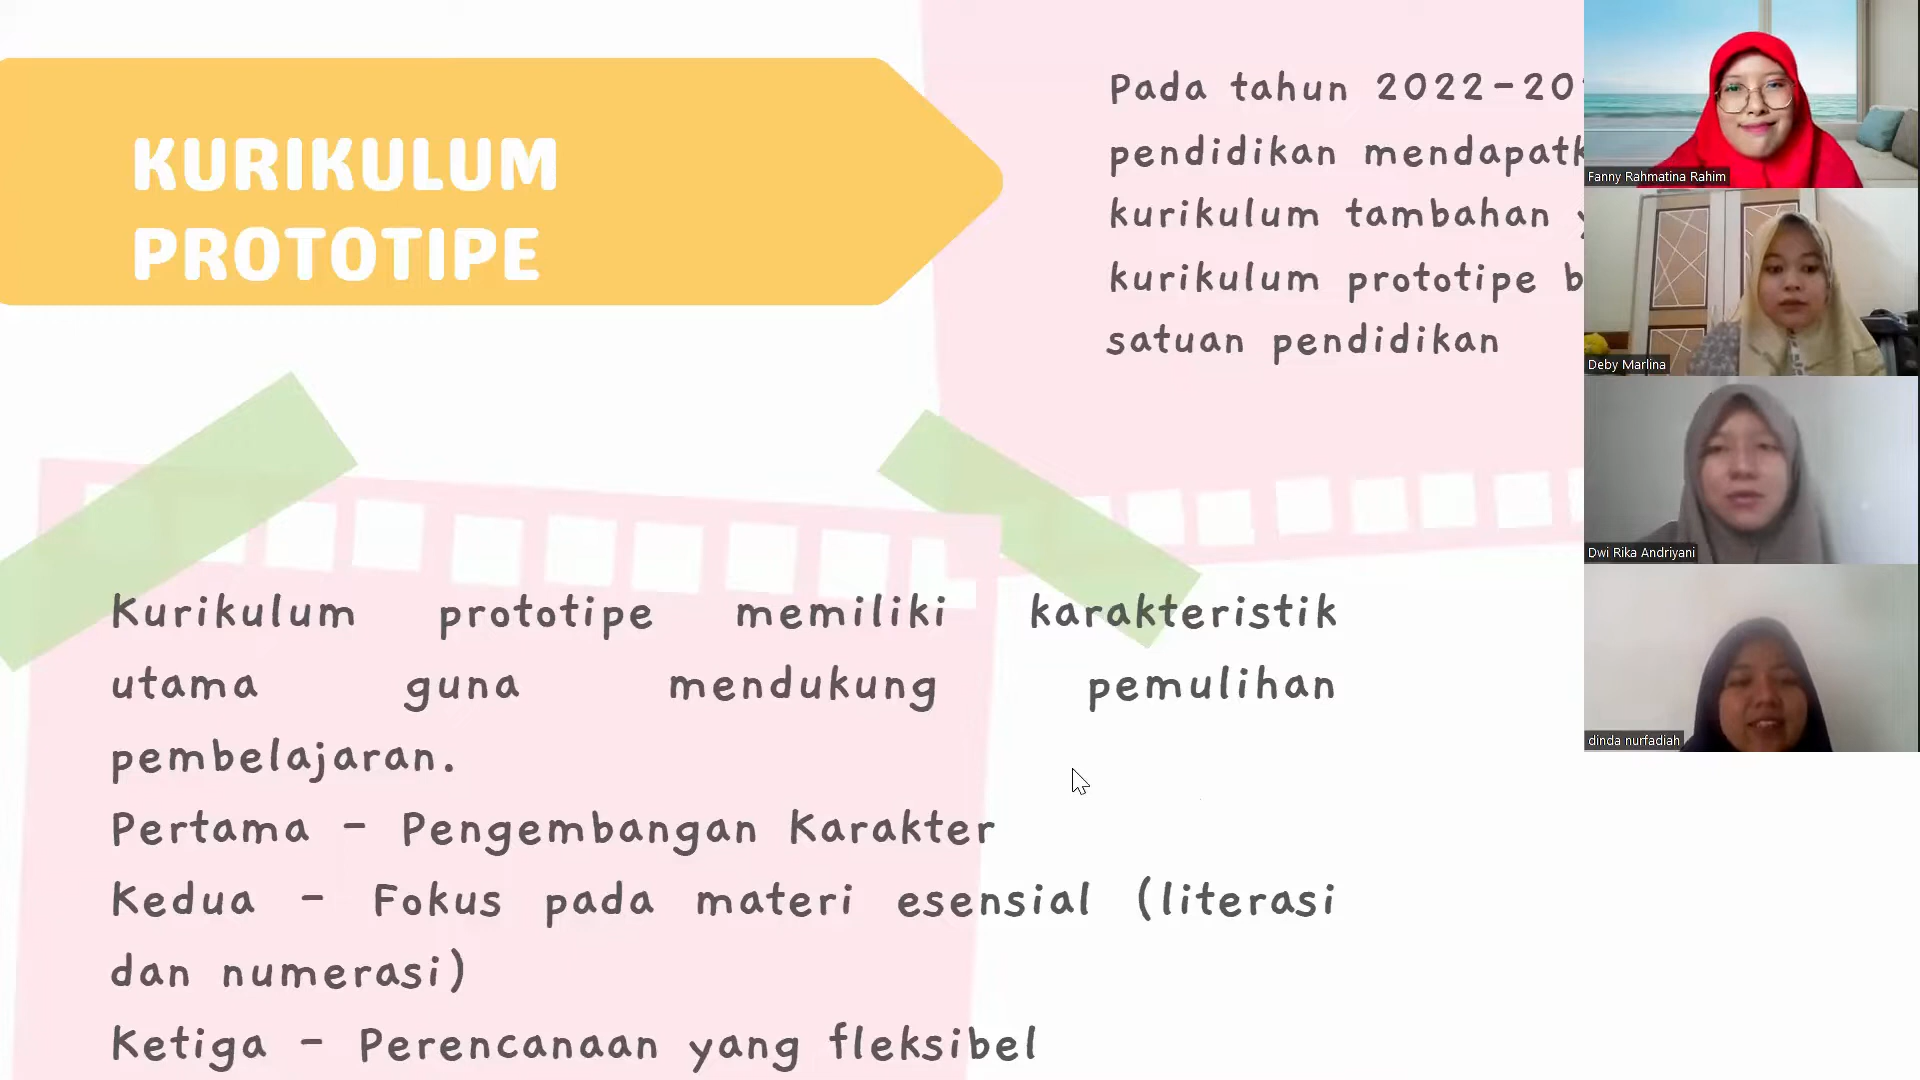 KURIKULUM
PROTOTIPE
Pada tahun 2022-20
pendidikan
kurikulum tambahan
kurikulum prototipe
satuan pendidikan
Kurikulum prototipe memiliki karakteristik
utama guna mendukung pemulihan
pembelajaran.
Pertama - Pengembangan Karakter
Kedua - Fokus pada materi esensial (literasi
dan numerasi)
Ketiga - Perencanaan yang fleksibel
Fanny Rahmatina Rahim
Deby Marlina
Dwi Rika Andriyani
dinda nurfadiah